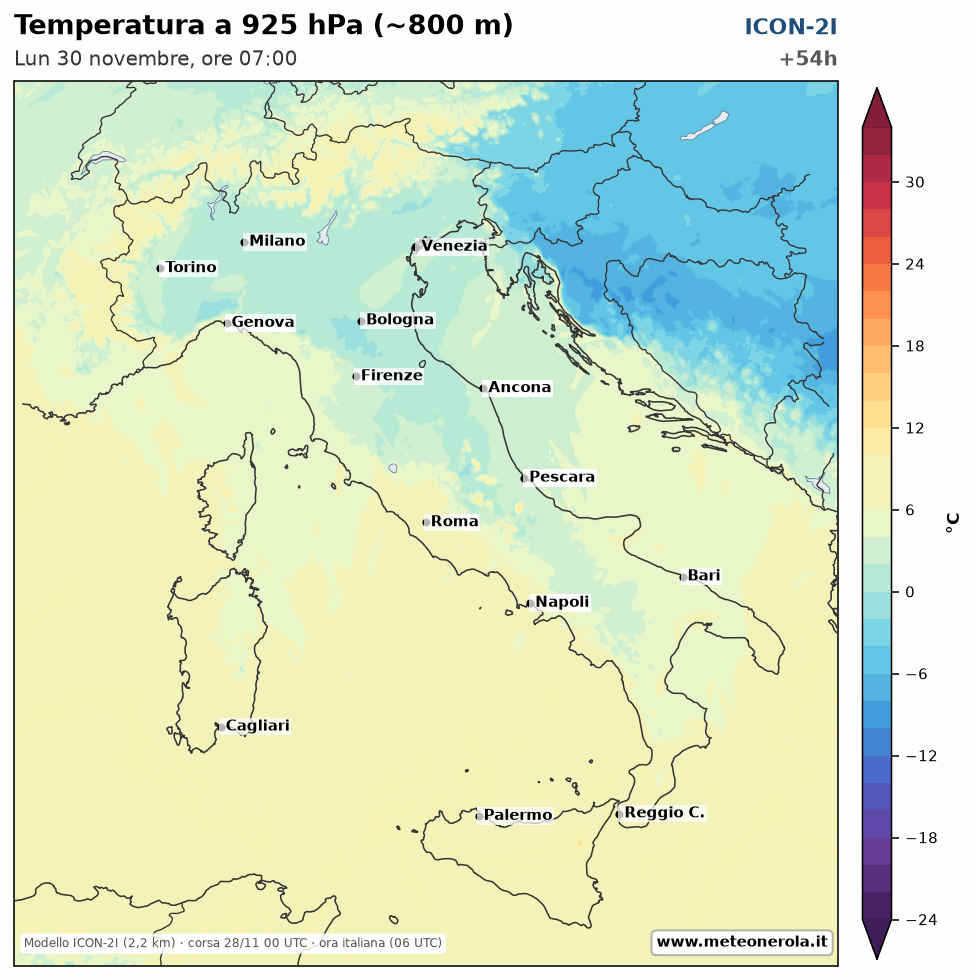 Temperatura a 925 hPa (~800 m)
ICON-2I
Lun 30 novembre, ore 07:00
+54h
Milano
Venezia
Torino
Genova
Bologna
Firenze
Ancona
Pescara
Roma
Bari
Napoli
Cagliari
Palermo
Reggio C.
30
24
18
12
6
0
−6
−12
−18
−24
°C
Modello ICON-2I (2,2 km) · corsa 28/11 00 UTC · ora italiana (06 UTC)
www.meteonerola.it